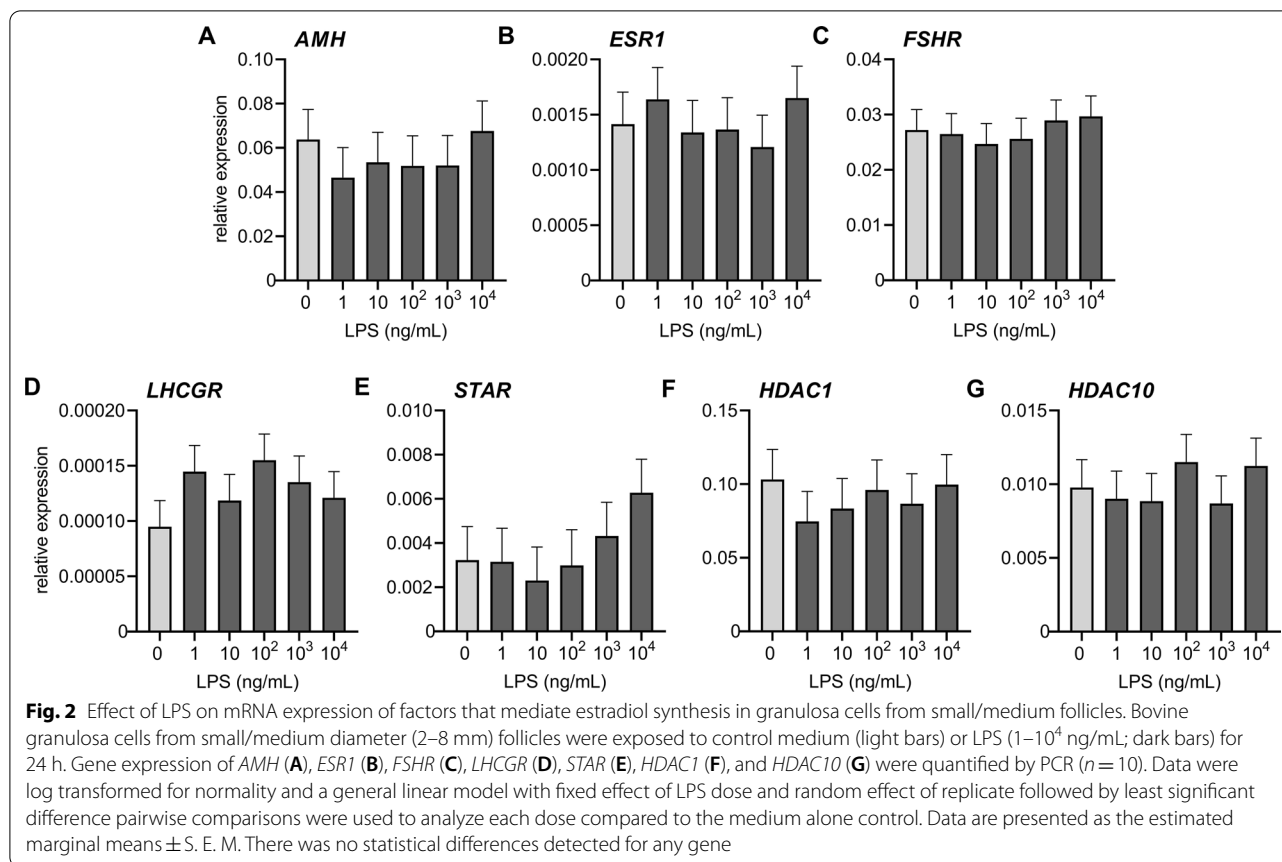 A AMH
B ESR1
C FSHR
relative expression
0.10
0.08
0.06
0.04
0.02
0
0 1 10 10² 10³ 10⁴
LPS (ng/mL)
0.0020
0.0015
0.0010
0.0005
0
0 1 10 10² 10³ 10⁴
LPS (ng/mL)
0.04
0.03
0.02
0.01
0.00
0 1 10 10² 10³ 10⁴
LPS (ng/mL)
D LHCGR
E STAR
F HDAC1
G HDAC10
relative expression
0.00020
0.00015
0.00010
0.00005
0
0 1 10 10² 10³ 10⁴
LPS (ng/mL)
0.010
0.008
0.006
0.004
0.002
0
0 1 10 10² 10³ 10⁴
LPS (ng/mL)
0.15
0.10
0.05
0
0 1 10 10² 10³ 10⁴
LPS (ng/mL)
0.015
0.010
0.005
0
0 1 10 10² 10³ 10⁴
LPS (ng/mL)
Fig. 2 Effect of LPS on mRNA expression of factors that mediate estradiol synthesis in granulosa cells from small/medium follicles. Bovine
granulosa cells from small/medium diameter (2–8 mm) follicles were exposed to control medium (light bars) or LPS (1–10⁴ ng/mL; dark bars) for
24 h. Gene expression of AMH (A), ESR1 (B), FSHR (C), LHCGR (D), STAR (E), HDAC1 (F), and HDAC10 (G) were quantified by PCR (n = 10). Data were
log transformed for normality and a general linear model with fixed effect of LPS dose and random effect of replicate followed by least significant
difference pairwise comparisons were used to analyze each dose compared to the medium alone control. Data are presented as the estimated
marginal means ± S. E. M. There was no statistical differences detected for any gene